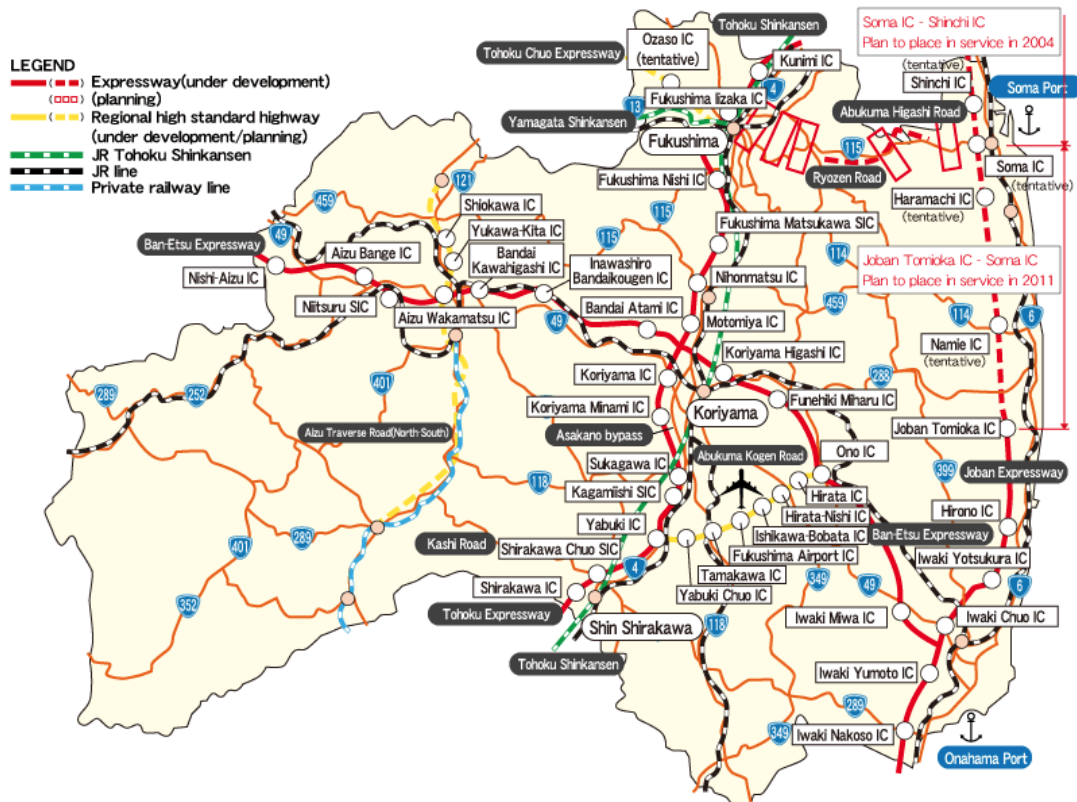 LEGEND
Expressway(under development)
(planning)
Regional high standard highway
(under development/planning)
JR Tohoku Shinkansen
JR line
Private railway line
Tohoku Shinkansen
Soma IC - Shinchi IC
Plan to place in service in 2004
Tohoku Chuo Expressway
Ozaso IC
(tentative)
Kunimi IC
4
(tentative)
Shinchi IC
Soma Port
13
Fukushima Iizaka IC
Abukuma Higashi Road
Yamagata Shinkansen
Fukushima
115
Ryozen Road
Soma IC
(tentative)
Fukushima Nishi IC
Haramachi IC
(tentative)
121
459
Shiokawa IC
115
Fukushima Matsukawa SIC
49
Yukawa-Kita IC
Ban-Etsu Expressway
Aizu Bange IC
Bandai
Kawahigashi IC
115
Inawashiro
Bandaikougen IC
114
Joban Tomioka IC - Soma IC
Plan to place in service in 2011
Nishi-Aizu IC
Nihonmatsu IC
Niitsuru SIC
Aizu Wakamatsu IC
49
Bandai Atami IC
459
114
6
Motomiya IC
Namie IC
(tentative)
Koriyama Higashi IC
289
252
401
Koriyama IC
288
Funehiki Miharu IC
Koriyama Minami IC
Koriyama
Joban Tomioka IC
Aizu Traverse Road(North-South)
Asakano bypass
Abukuma Kogen Road
Ono IC
Sukagawa IC
399
Joban Expressway
118
Kagamiishi SIC
Hirata IC
Hirata-Nishi IC
Hirono IC
Yabuki IC
Ishikawa-Bobata IC
Ban-Etsu Expressway
289
401
Kashi Road
Shirakawa Chuo SIC
Fukushima Airport IC
Iwaki Yotsukura IC
4
Tamakawa IC
349
49
6
Shirakawa IC
Yabuki Chuo IC
352
Tohoku Expressway
Iwaki Miwa IC
Iwaki Chuo IC
Shin Shirakawa
118
Tohoku Shinkansen
Iwaki Yumoto IC
289
349
Iwaki Nakoso IC
Onahama Port